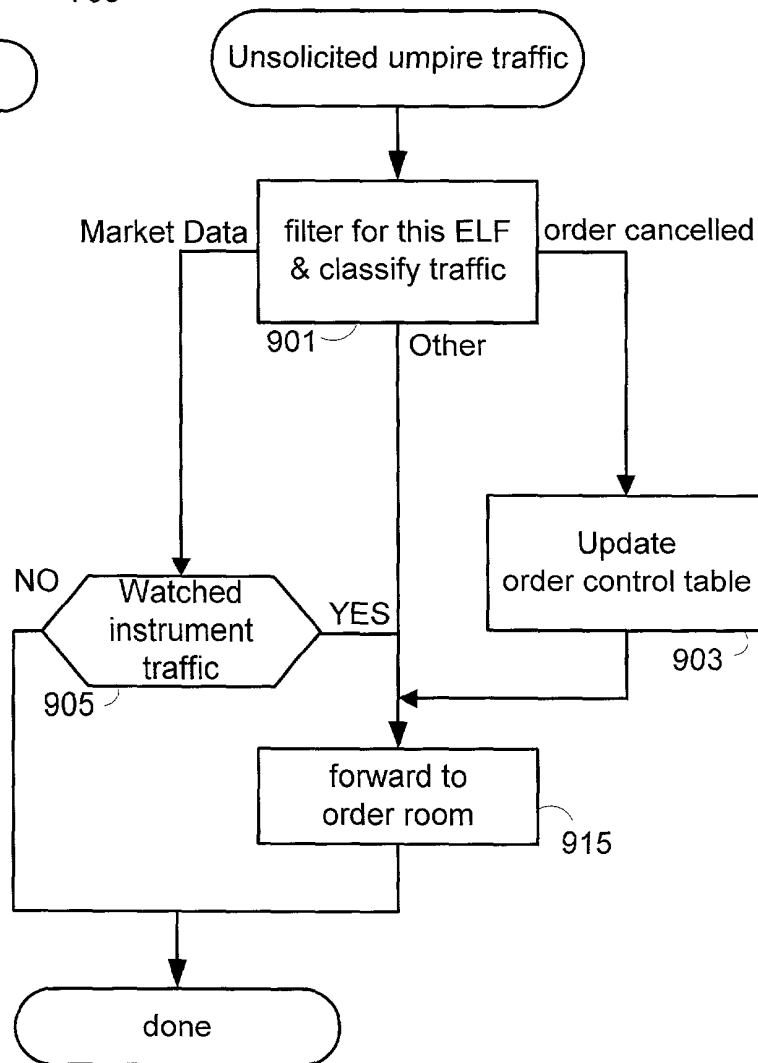 Unsolicited umpire traffic
Market Data
filter for this ELF
& classify traffic
order cancelled
901
Other
NO
Watched
instrument
traffic
YES
905
Update
order control table
903
forward to
order room
915
done